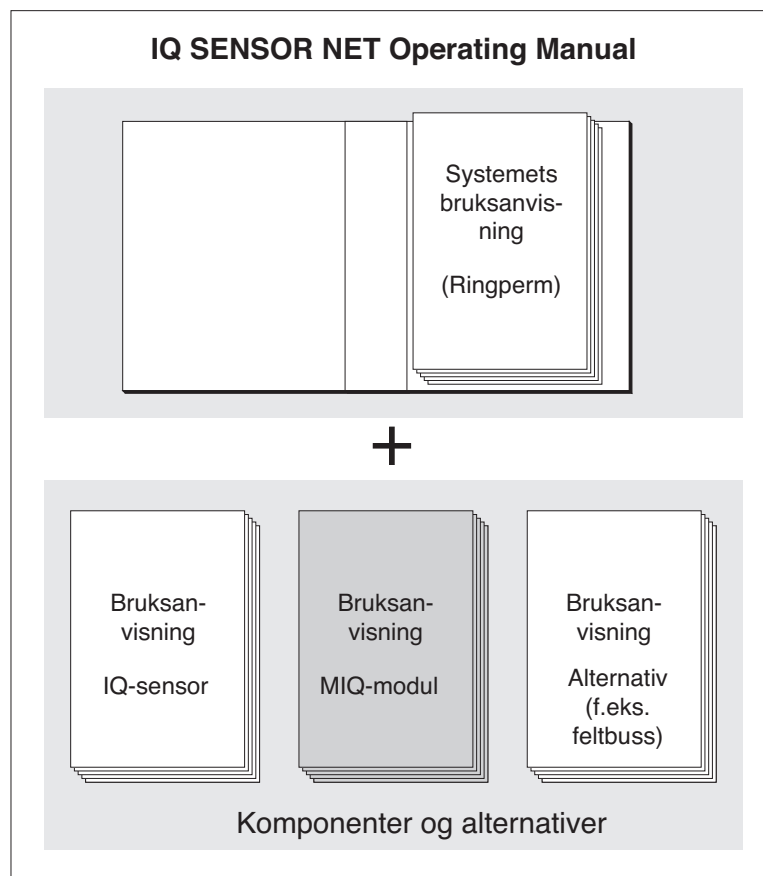 IQ SENSOR NET Operating Manual
Systemets
bruksanvis-
ning
(Ringperm)
+
Bruksan-
visning
IQ-sensor
Bruksan-
visning
MIQ-modul
Bruksan-
visning
Alternativ
(f.eks.
feltbuss)
Komponenter og alternativer